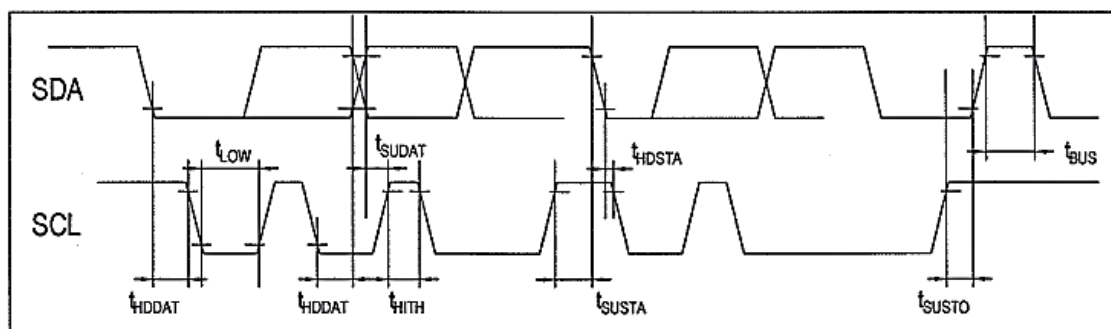 SDA
tLOW
tSUDAT
tHDSTA
tBUS
SCL
tHDDAT
tHDDAT
tHITH
tSUSTA
tSUSTO